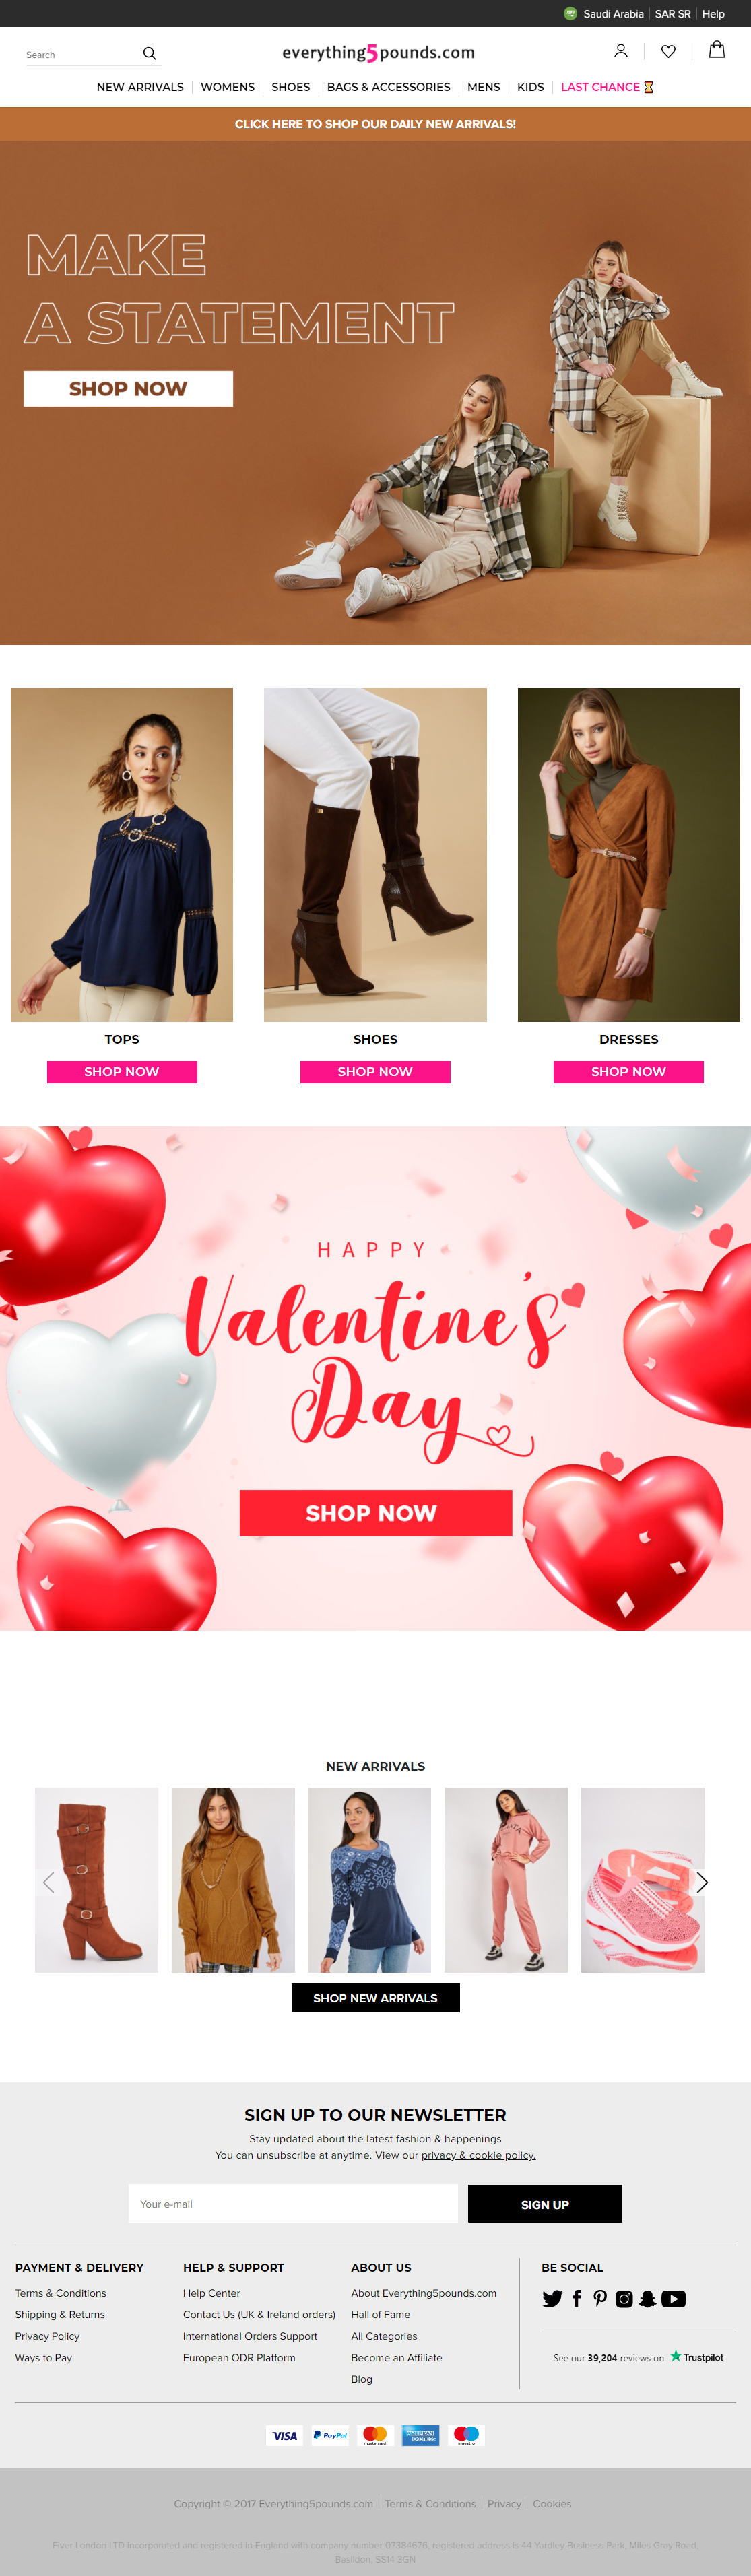 Saudi Arabia SAR SR Help
Search
everything5pounds.com
NEW ARRIVALS WOMENS SHOES BAGS & ACCESSORIES MENS KIDS LAST CHANCE
CLICK HERE TO SHOP OUR DAILY NEW ARRIVALS!
MAKE
A STATEMENT
SHOP NOW
TOPS SHOES DRESSES
SHOP NOW SHOP NOW SHOP NOW
HAPPY
Valentine's
Day
SHOP NOW
NEW ARRIVALS
SHOP NEW ARRIVALS
SIGN UP TO OUR NEWSLETTER
Stay updated about the latest fashion & happenings
You can unsubscribe at anytime. View our privacy & cookie policy.
Your e-mail
SIGN UP
PAYMENT & DELIVERY
Terms & Conditions
Shipping & Returns
Privacy Policy
Ways to Pay
HELP & SUPPORT
Help Center
Contact Us (UK & Ireland orders)
International Orders Support
European ODR Platform
ABOUT US
About Everything5pounds.com
Hall of Fame
All Categories
Become an Affiliate
Blog
BE SOCIAL
See our 39,204 reviews on Trustpilot
VISA PayPal mastercard AMERICAN EXPRESS maestro
Copyright © 2017 Everything5pounds.com Terms & Conditions Privacy Cookies
Fiver London LTD incorporated and registered in England with company number 07384676, registered address is 44 Yardley Business Park, Miles Gray Road,
Basildon, SS14 3GN